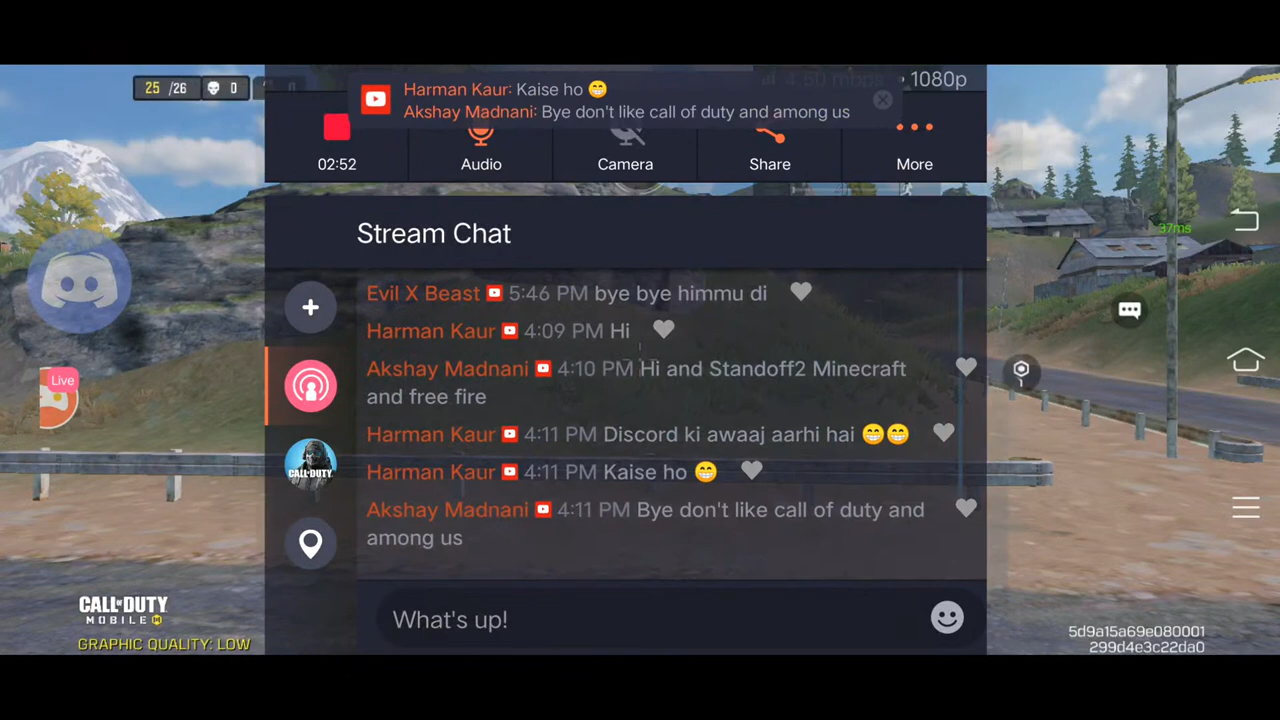 25 /26 0
4.50 mbps 1080p
Harman Kaur: Kaise ho 😁
Akshay Madnani: Bye don't like call of duty and among us
02:52 Audio Camera Share More
Stream Chat
37ms
Evil X Beast 5:46 PM bye bye himmu di
Harman Kaur 4:09 PM Hi
Akshay Madnani 4:10 PM Hi and Standoff2 Minecraft
and free fire
Live
Harman Kaur 4:11 PM Discord ki awaaj aarhi hai 😁😁
Harman Kaur 4:11 PM Kaise ho 😁
CALL OF DUTY
Akshay Madnani 4:11 PM Bye don't like call of duty and
among us
What's up!
CALL OF DUTY
MOBILE
GRAPHIC QUALITY: LOW
5d9a15a69e080001
299d4e3c22da0